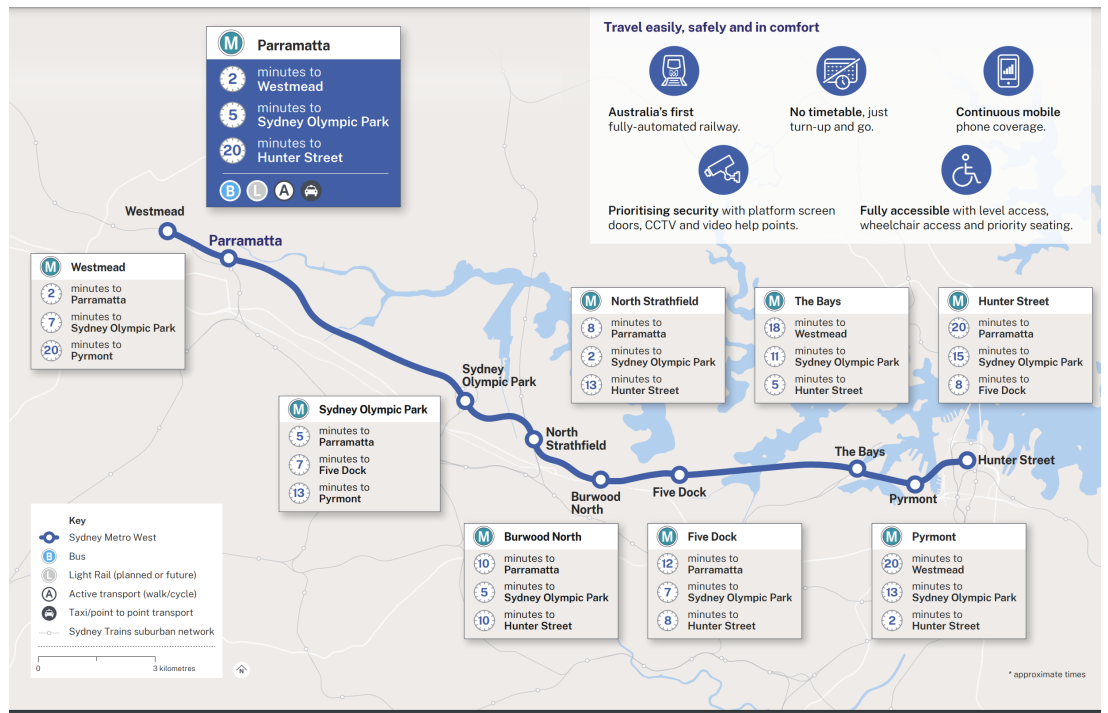 M Parramatta
2 minutes to
Westmead
5 minutes to
Sydney Olympic Park
20 minutes to
Hunter Street
B L A
Travel easily, safely and in comfort
Australia's first
fully-automated railway.
No timetable, just
turn-up and go.
Continuous mobile
phone coverage.
Prioritising security with platform screen
doors, CCTV and video help points.
Fully accessible with level access,
wheelchair access and priority seating.
Westmead
Parramatta
M Westmead
2 minutes to
Parramatta
7 minutes to
Sydney Olympic Park
20 minutes to
Pyrmont
M North Strathfield
8 minutes to
Parramatta
2 minutes to
Sydney Olympic Park
13 minutes to
Hunter Street
M The Bays
18 minutes to
Westmead
11 minutes to
Sydney Olympic Park
5 minutes to
Hunter Street
M Hunter Street
20 minutes to
Parramatta
15 minutes to
Sydney Olympic Park
8 minutes to
Five Dock
Sydney
Olympic Park
M Sydney Olympic Park
5 minutes to
Parramatta
7 minutes to
Five Dock
13 minutes to
Pyrmont
North
Strathfield
Burwood
North
Five Dock
The Bays
Pyrmont
Hunter Street
M Burwood North
10 minutes to
Parramatta
5 minutes to
Sydney Olympic Park
10 minutes to
Hunter Street
M Five Dock
12 minutes to
Parramatta
7 minutes to
Sydney Olympic Park
8 minutes to
Hunter Street
M Pyrmont
20 minutes to
Westmead
13 minutes to
Sydney Olympic Park
2 minutes to
Hunter Street
Key
Sydney Metro West
B Bus
L Light Rail (planned or future)
A Active transport (walk/cycle)
Taxi/point to point transport
Sydney Trains suburban network
0 3 kilometres
N
* approximate times